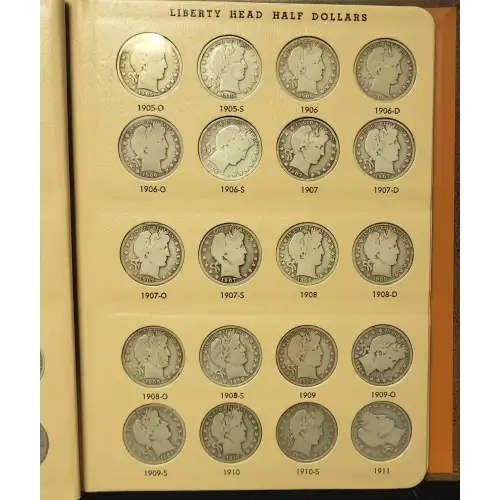 LIBERTY HEAD HALF DOLLARS
1905-O 1905-S 1906 1906-D
1906-O 1906-S 1907 1907-D
1907-O 1907-S 1908 1908-D
1908-O 1908-S 1909 1909-O
1909-S 1910 1910-S 1911